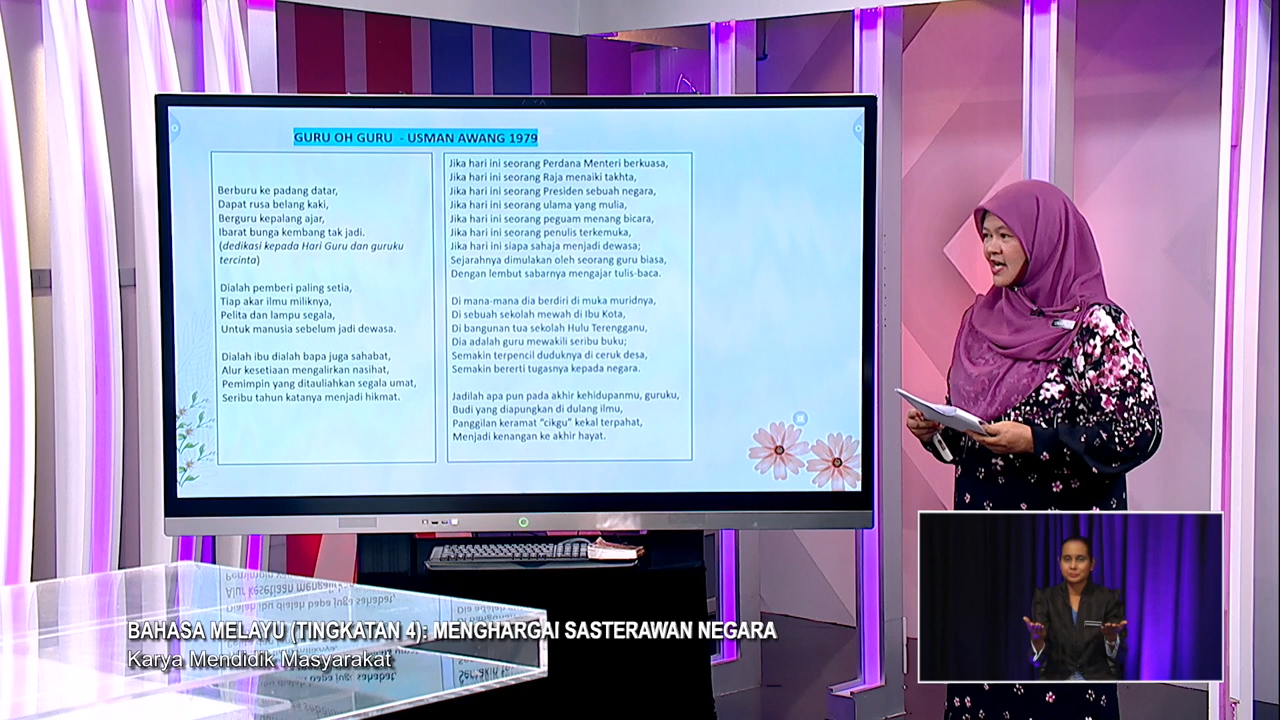 GURU OH GURU - USMAN AWANG 1979
Berburu ke padang datar,
Dapat rusa belang kaki,
Berguru kepalang ajar,
Ibarat bunga kembang tak jadi.
(dedikasi kepada Hari Guru dan guruku
tercinta)
Dialah pemberi paling setia,
Tiap akar ilmu miliknya,
Pelita dan lampu segala,
Untuk manusia sebelum jadi dewasa.
Dialah ibu dialah bapa juga sahabat,
Alur kesetiaan mengalirkan nasihat,
Pemimpin yang ditauliahkan segala umat,
Seribu tahun katanya menjadi hikmat.
Jika hari ini seorang Perdana Menteri berkuasa,
Jika hari ini seorang Raja menaiki takhta,
Jika hari ini seorang Presiden sebuah negara,
Jika hari ini seorang ulama yang mulia,
Jika hari ini seorang peguam menang bicara,
Jika hari ini seorang penulis terkemuka,
Jika hari ini siapa sahaja menjadi dewasa;
Sejarahnya dimulakan oleh seorang guru biasa,
Dengan lembut sabarnya mengajar tulis-baca.
Di mana-mana dia berdiri di muka muridnya,
Di sebuah sekolah mewah di Ibu Kota,
Di bangunan tua sekolah Hulu Terengganu,
Dia adalah guru mewakili seribu buku;
Semakin terpencil duduknya di ceruk desa,
Semakin bererti tugasnya kepada negara.
Jadilah apa pun pada akhir kehidupanmu, guruku,
Budi yang diapungkan di dulang ilmu,
Panggilan keramat “cikgu” kekal terpahat,
Menjadi kenangan ke akhir hayat.
BAHASA MELAYU (TINGKATAN 4): MENGHARGAI SASTERAWAN NEGARA
Karya Mendidik Masyarakat